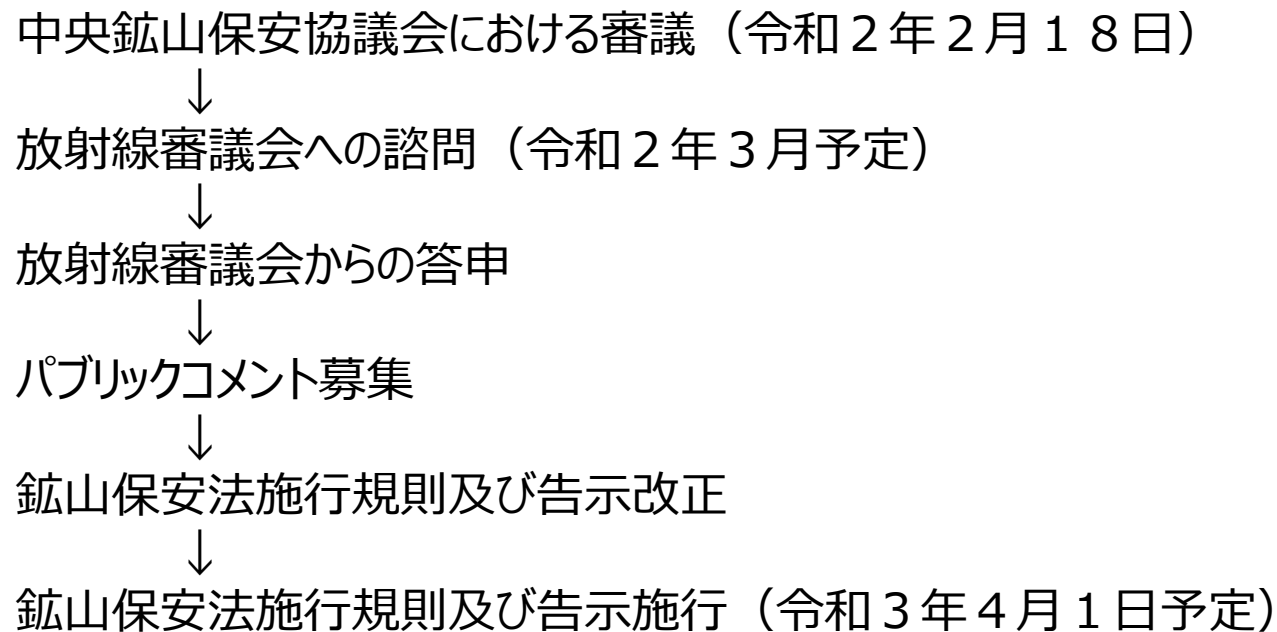 中央鉱山保安協議会における審議（令和２年２月１８日）
↓
放射線審議会への諮問（令和２年３月予定）
↓
放射線審議会からの答申
↓
パブリックコメント募集
↓
鉱山保安法施行規則及び告示改正
↓
鉱山保安法施行規則及び告示施行（令和３年４月１日予定）